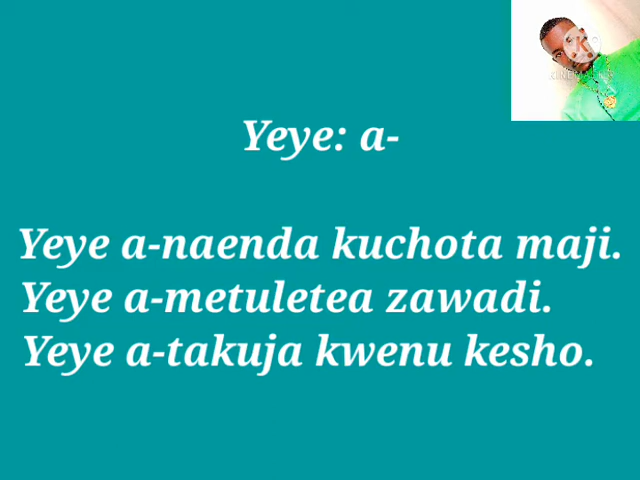 Yeye: a-
Yeye a-naenda kuchota maji.
Yeye a-metuletea zawadi.
Yeye a-takuja kwenu kesho.